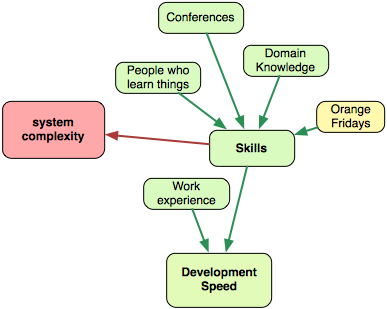 Conferences
Domain
Knowledge
People who
learn things
Orange
Fridays
system
complexity
Skills
Work
experience
Development
Speed